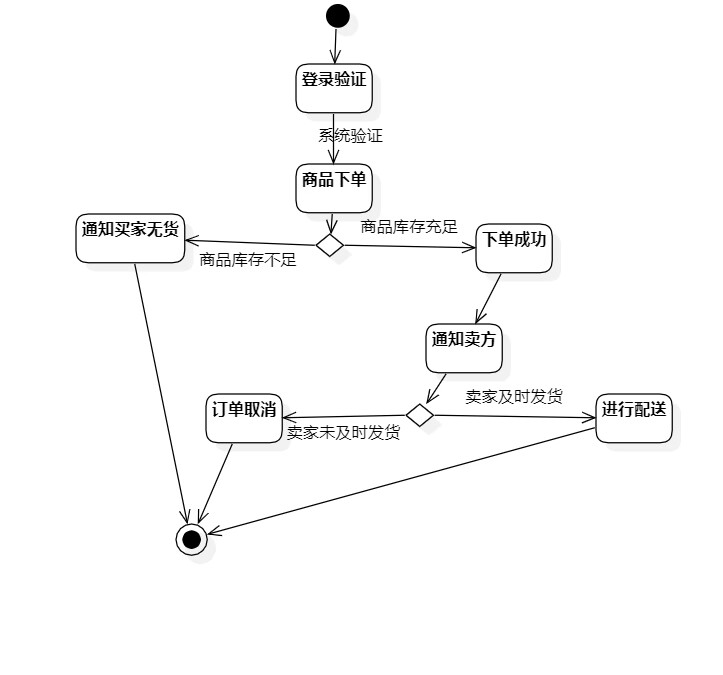 登录验证
系统验证
商品下单
通知买家无货
商品库存充足
下单成功
商品库存不足
通知卖方
卖家及时发货
订单取消
进行配送
卖家未及时发货